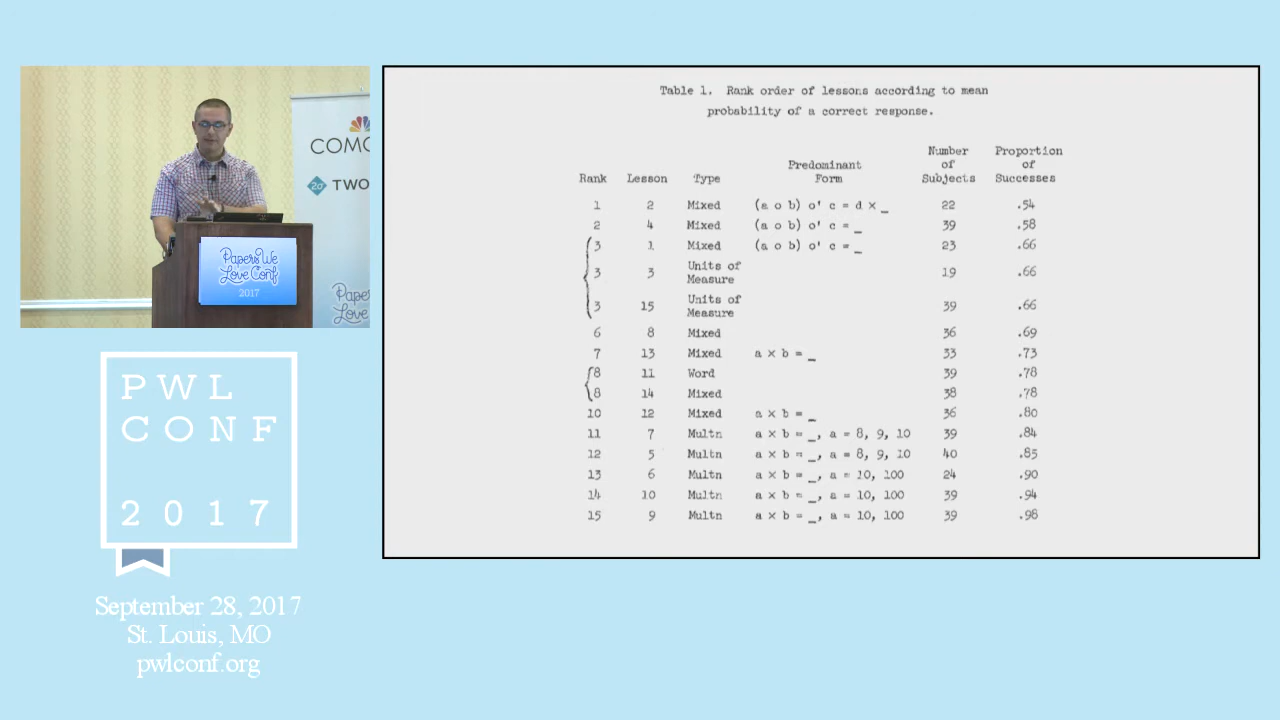 COMC
TWO
Papers
We
Love Conf
2017
Pape
Love
PWL
CONF
2017
September 28, 2017
St. Louis, MO
pwlconf.org
Table 1. Rank order of lessons according to mean
probability of a correct response.
Rank Lesson Type Predominant Form Number of Subjects Proportion of Successes
1 2 Mixed (a o b) o' c = d × _ 22 .54
2 4 Mixed (a o b) o' c = _ 39 .58
3 1 Mixed (a o b) o' c = _ 23 .66
3 3 Units of Measure 19 .66
3 15 Units of Measure 39 .66
6 8 Mixed 36 .69
7 13 Mixed a × b = _ 33 .73
8 11 Word 39 .78
8 14 Mixed 38 .78
10 12 Mixed a × b = _ 36 .80
11 7 Multn a × b = _, a = 8, 9, 10 39 .84
12 5 Multn a × b = _, a = 8, 9, 10 40 .85
13 6 Multn a × b = _, a = 10, 100 24 .90
14 10 Multn a × b = _, a = 10, 100 39 .94
15 9 Multn a × b = _, a = 10, 100 39 .98